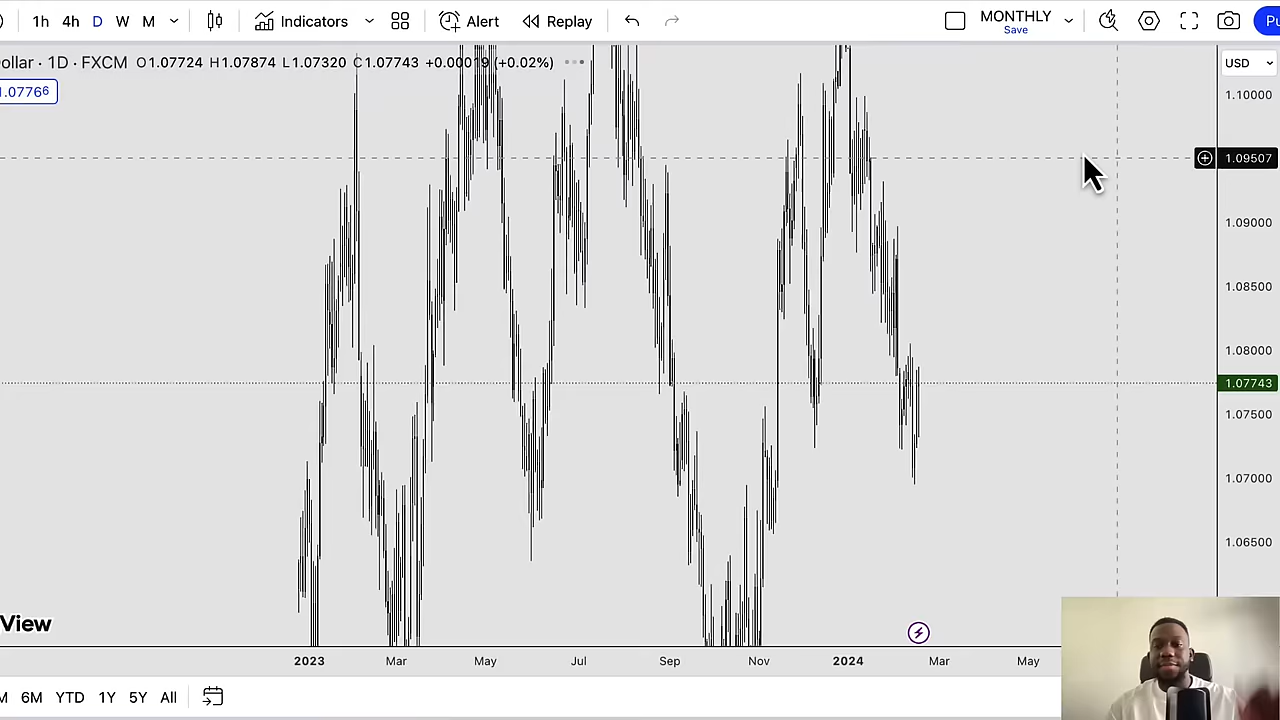 1h 4h D W M Indicators Alert Replay MONTHLY Save Pu
ollar · 1D · FXCM O1.07724 H1.07874 L1.07320 C1.07743 +0.00019 (+0.02%)
USD
1.07766
1.10000
1.09507
1.09000
1.08500
1.08000
1.07743
1.07500
1.07000
1.06500
View
2023 Mar May Jul Sep Nov 2024 Mar May
M 6M YTD 1Y 5Y All